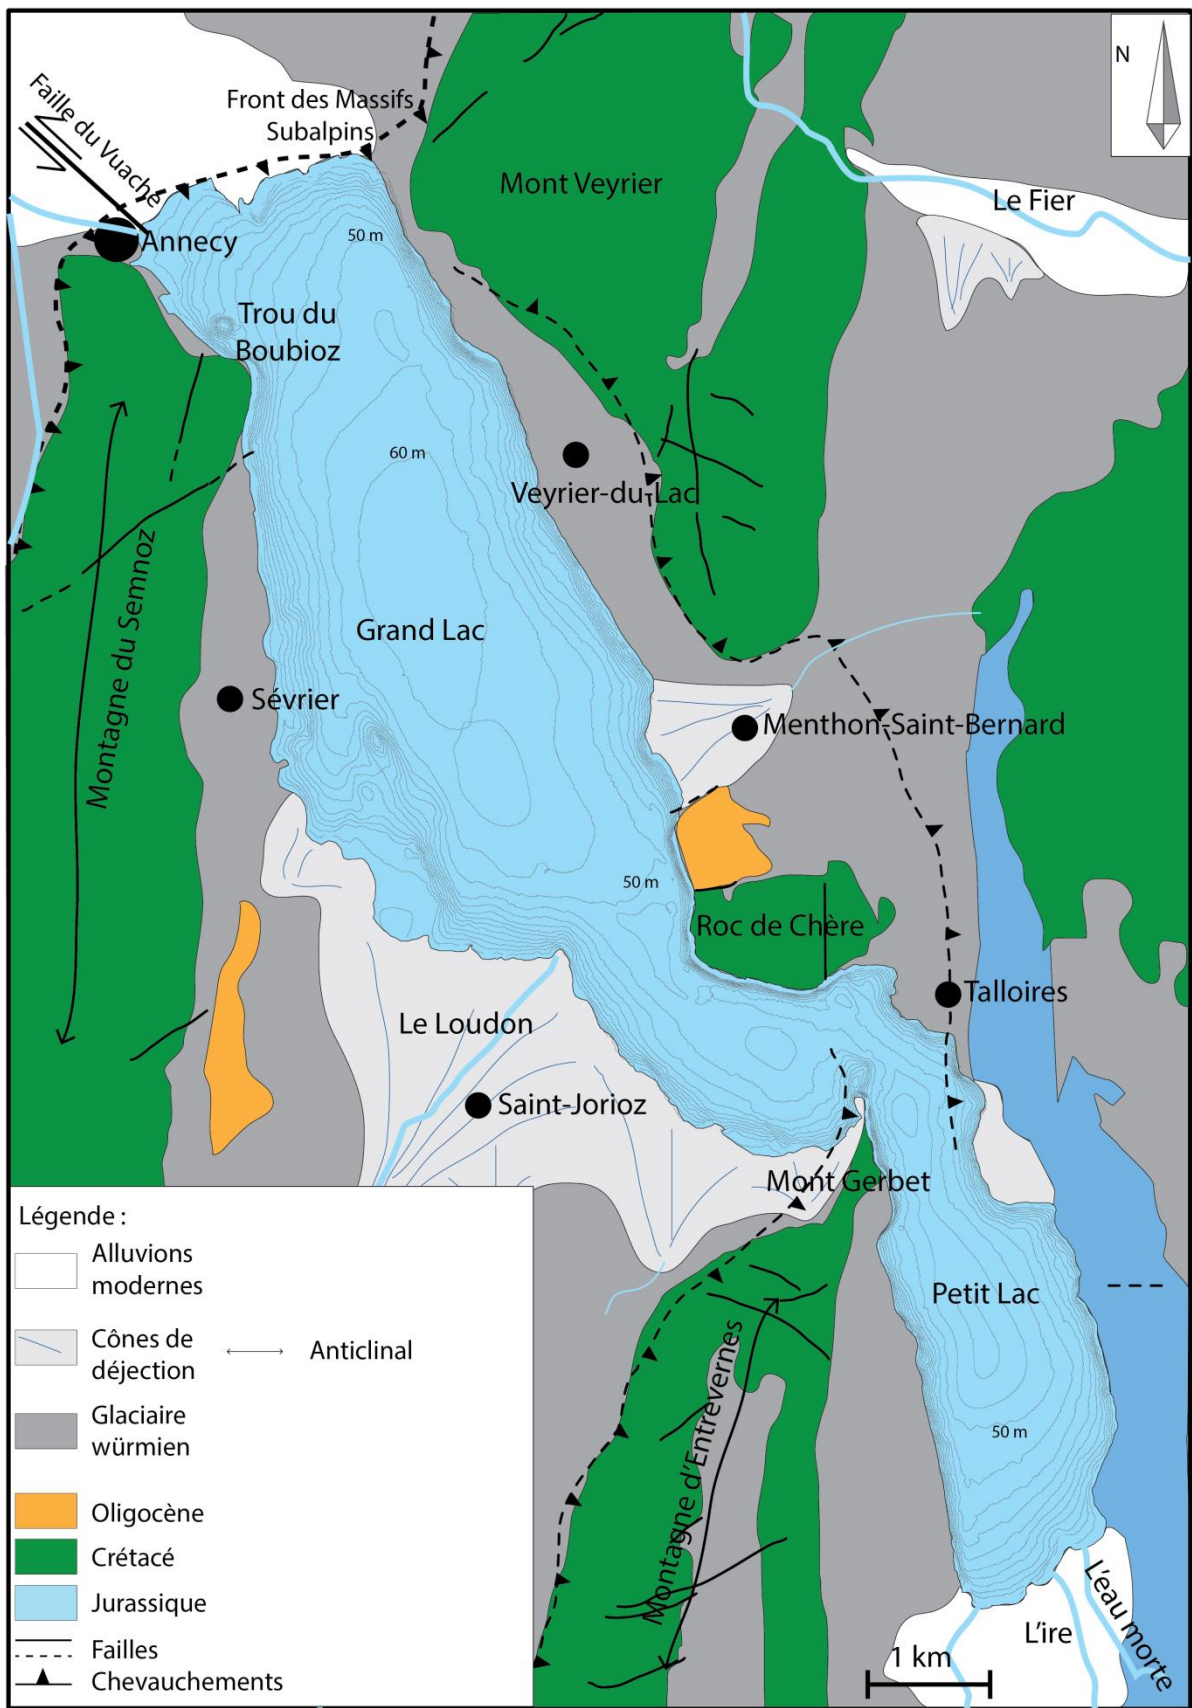 N
Faille du Vuache
Front des Massifs
Subalpins
Mont Veyrier
Le Fier
Annecy
50 m
Trou du
Boubioz
60 m
Veyrier-du-Lac
Montagne du Semnoz
Grand Lac
Sévrier
Menthon-Saint-Bernard
50 m
Roc de Chère
Talloires
Le Loudon
Saint-Jorioz
Mont Gerbet
Petit Lac
Montagne d'Entrevernes
50 m
L'ire
L'eau morte
1 km
Légende :
Alluvions
modernes
Cônes de
déjection
Anticlinal
Glaciaire
würmien
Oligocène
Crétacé
Jurassique
Failles
Chevauchements